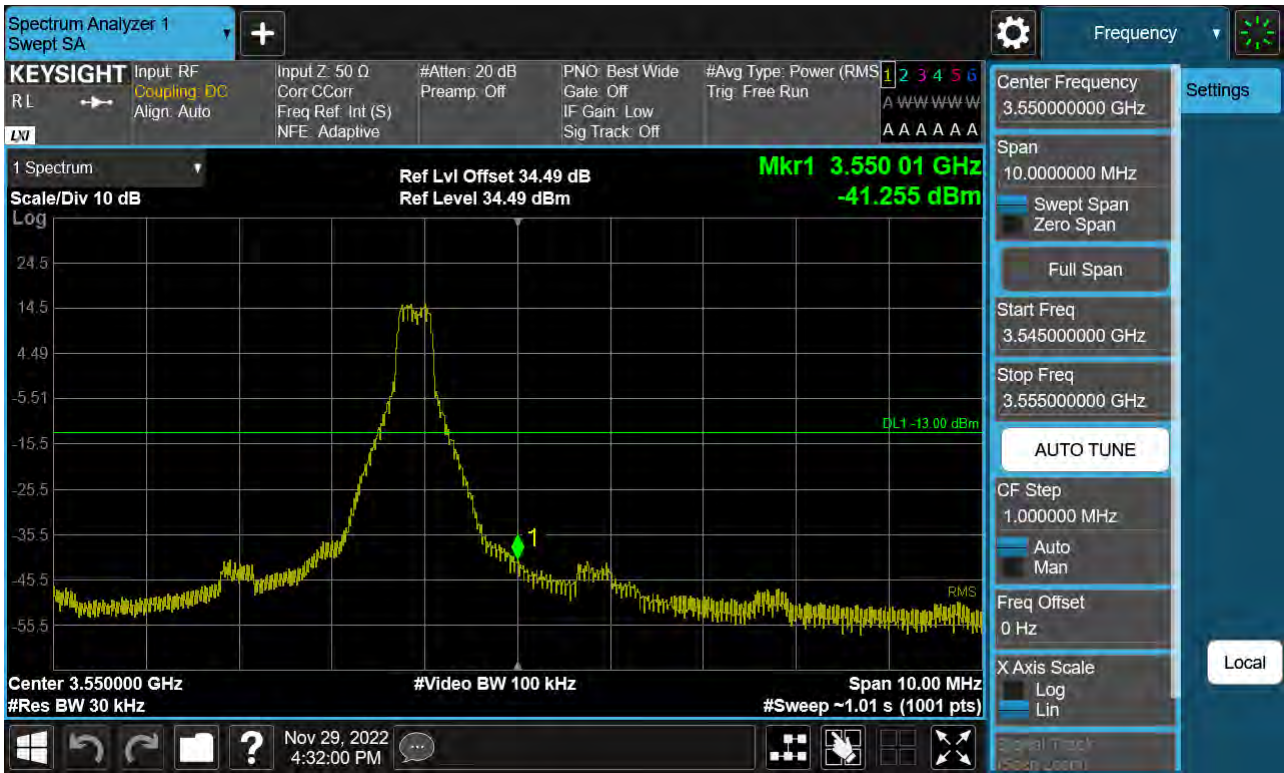 Spectrum Analyzer 1
Swept SA
Frequency
KEYSIGHT
R L
LXI
Input: RF
Coupling: DC
Align: Auto
Input Z: 50 Ω
Corr CCorr
Freq Ref: Int (S)
NFE: Adaptive
#Atten: 20 dB
Preamp: Off
PNO: Best Wide
Gate: Off
IF Gain: Low
Sig Track: Off
#Avg Type: Power (RMS
Trig: Free Run
1 2 3 4 5 6
A W W W W W
A A A A A A
1 Spectrum
Scale/Div 10 dB
Log
Ref Lvl Offset 34.49 dB
Ref Level 34.49 dBm
Mkr1 3.550 01 GHz
-41.255 dBm
24.5
14.5
4.49
-5.51
-15.5
-25.5
-35.5
-45.5
-55.5
DL1 -13.00 dBm
1
RMS
Center 3.550000 GHz
#Video BW 100 kHz
Span 10.00 MHz
#Res BW 30 kHz
#Sweep ~1.01 s (1001 pts)
Center Frequency
3.550000000 GHz
Settings
Span
10.0000000 MHz
Swept Span
Zero Span
Full Span
Start Freq
3.545000000 GHz
Stop Freq
3.555000000 GHz
AUTO TUNE
CF Step
1.000000 MHz
Auto
Man
Freq Offset
0 Hz
X Axis Scale
Log
Lin
Local
Signal Track
(Span Zoom)
?
Nov 29, 2022
4:32:00 PM